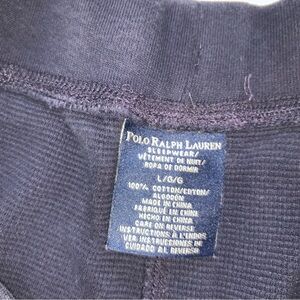 POLO RALPH LAUREN
SLEEPWEAR/
VÊTEMENT DE NUIT/
ROPA DE DORMIR
L/G/G
100% COTTON/COTON/
ALGODÓN
MADE IN CHINA
FABRIQUÉ EN CHINE
HECHO EN CHINA
CARE ON REVERSE
INSTRUCTIONS À L'ENDOS
VER INSTRUCCIONES DE
CUIDADO AL REVERSO